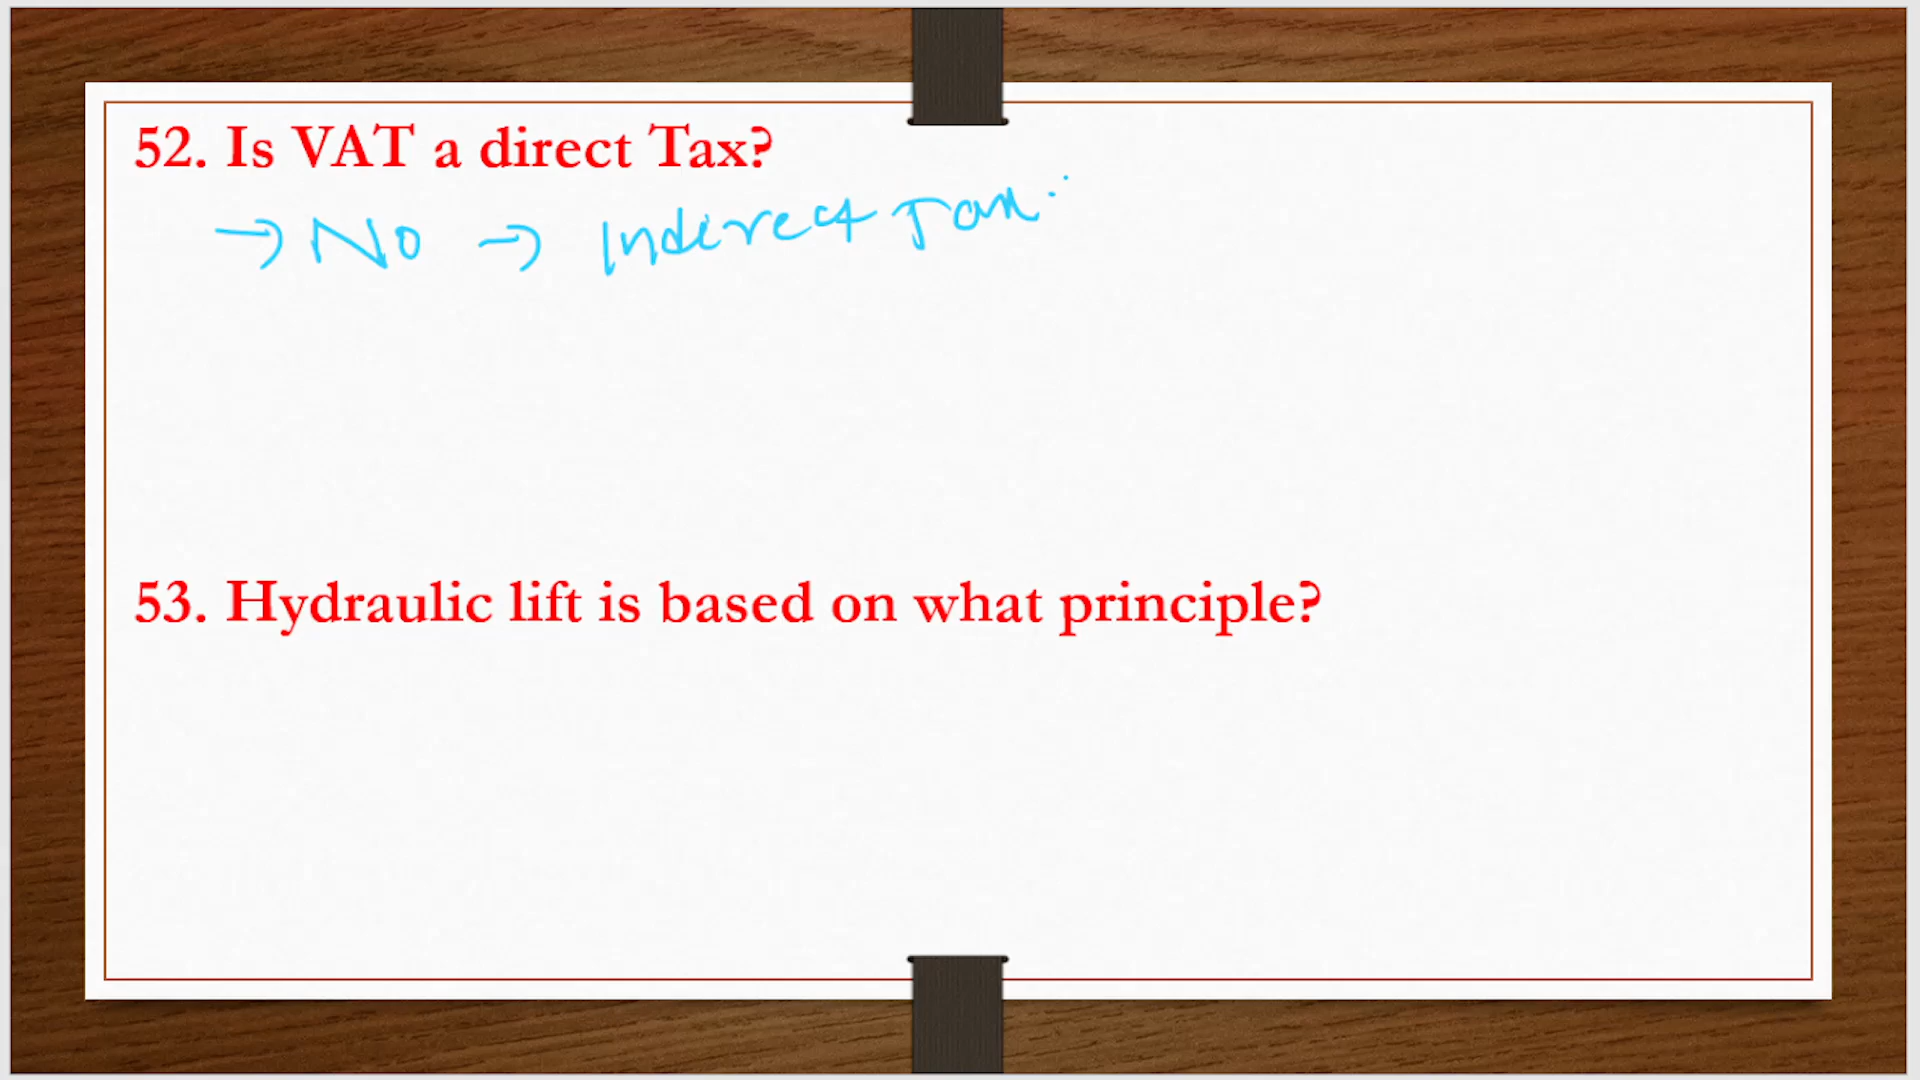 52. Is VAT a direct Tax?
→ No → Indirect Tax.
53. Hydraulic lift is based on what principle?